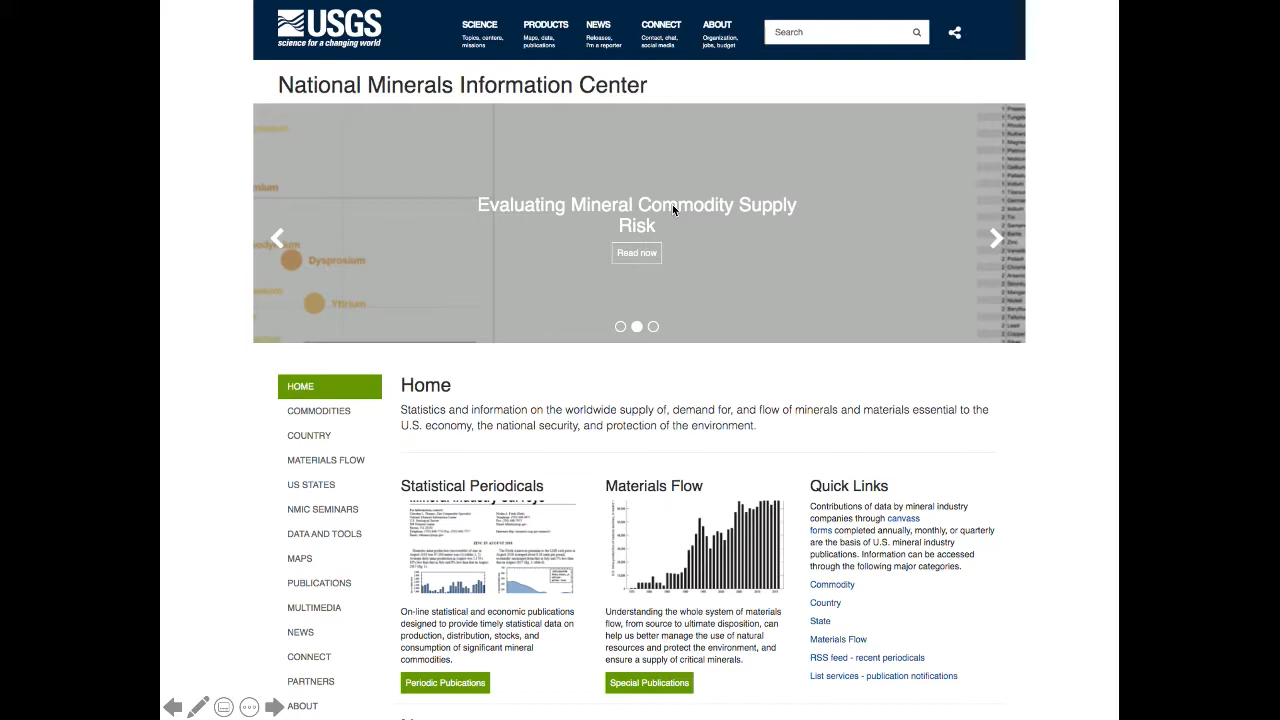 USGS
science for a changing world
SCIENCE
Topics, centers,
missions
PRODUCTS
Maps, data,
publications
NEWS
Releases,
I'm a reporter
CONNECT
Contact, chat,
social media
ABOUT
Organization,
jobs, budget
Search
National Minerals Information Center
Evaluating Mineral Commodity Supply
Risk
Read now
Dysprosium
Yttrium
HOME
COMMODITIES
COUNTRY
MATERIALS FLOW
US STATES
NMIC SEMINARS
DATA AND TOOLS
MAPS
PUBLICATIONS
MULTIMEDIA
NEWS
CONNECT
PARTNERS
ABOUT
Home
Statistics and information on the worldwide supply of, demand for, and flow of minerals and materials essential to the
U.S. economy, the national security, and protection of the environment.
Statistical Periodicals
Mineral Industry Surveys
ZINC IN AUGUST 2018
On-line statistical and economic publications
designed to provide timely statistical data on
production, distribution, stocks, and
consumption of significant mineral
commodities.
Periodic Pubications
Materials Flow
Understanding the whole system of materials
flow, from source to ultimate disposition, can
help us better manage the use of natural
resources and protect the environment, and
ensure a supply of critical minerals.
Special Publications
Quick Links
Contributions of data by mineral industry
companies through canvass
forms completed annually, monthly, or quarterly
are the basis of U.S. mineral industry
publications. Information can be accessed
through the following major categories.
Commodity
Country
State
Materials Flow
RSS feed - recent periodicals
List services - publication notifications